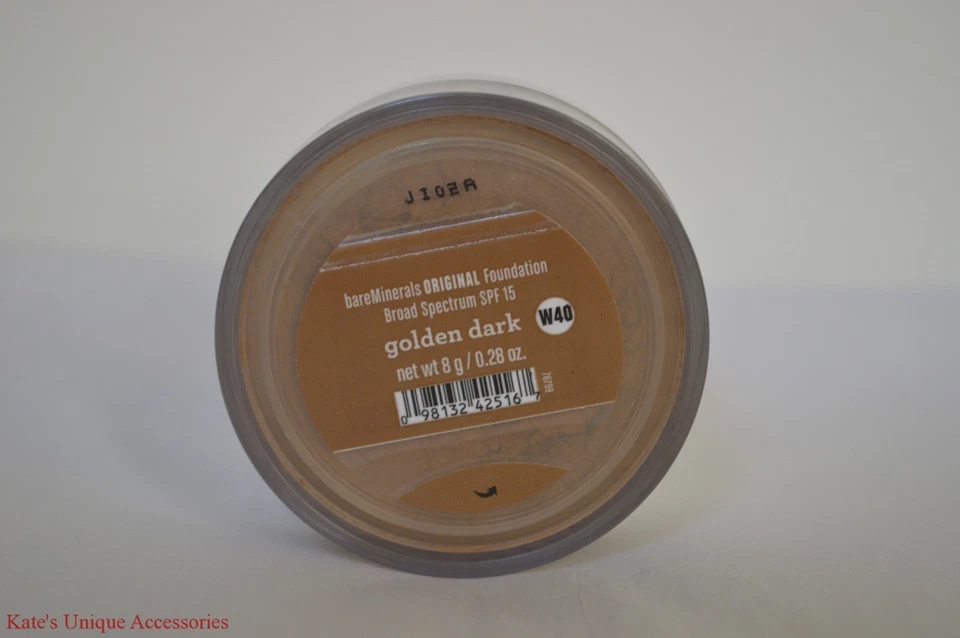 J103A
bareMinerals ORIGINAL Foundation
Broad Spectrum SPF 15
golden dark
W40
net wt 8 g / 0.28 oz.
0 98132 42516 7
Kate's Unique Accessories